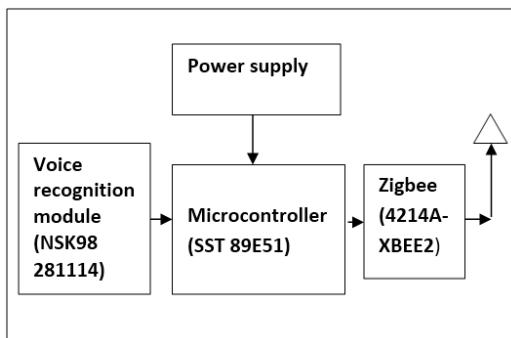 Power supply
Voice
recognition
module
(NSK98
281114)
Microcontroller
(SST 89E51)
Zigbee
(4214A-
XBEE2)